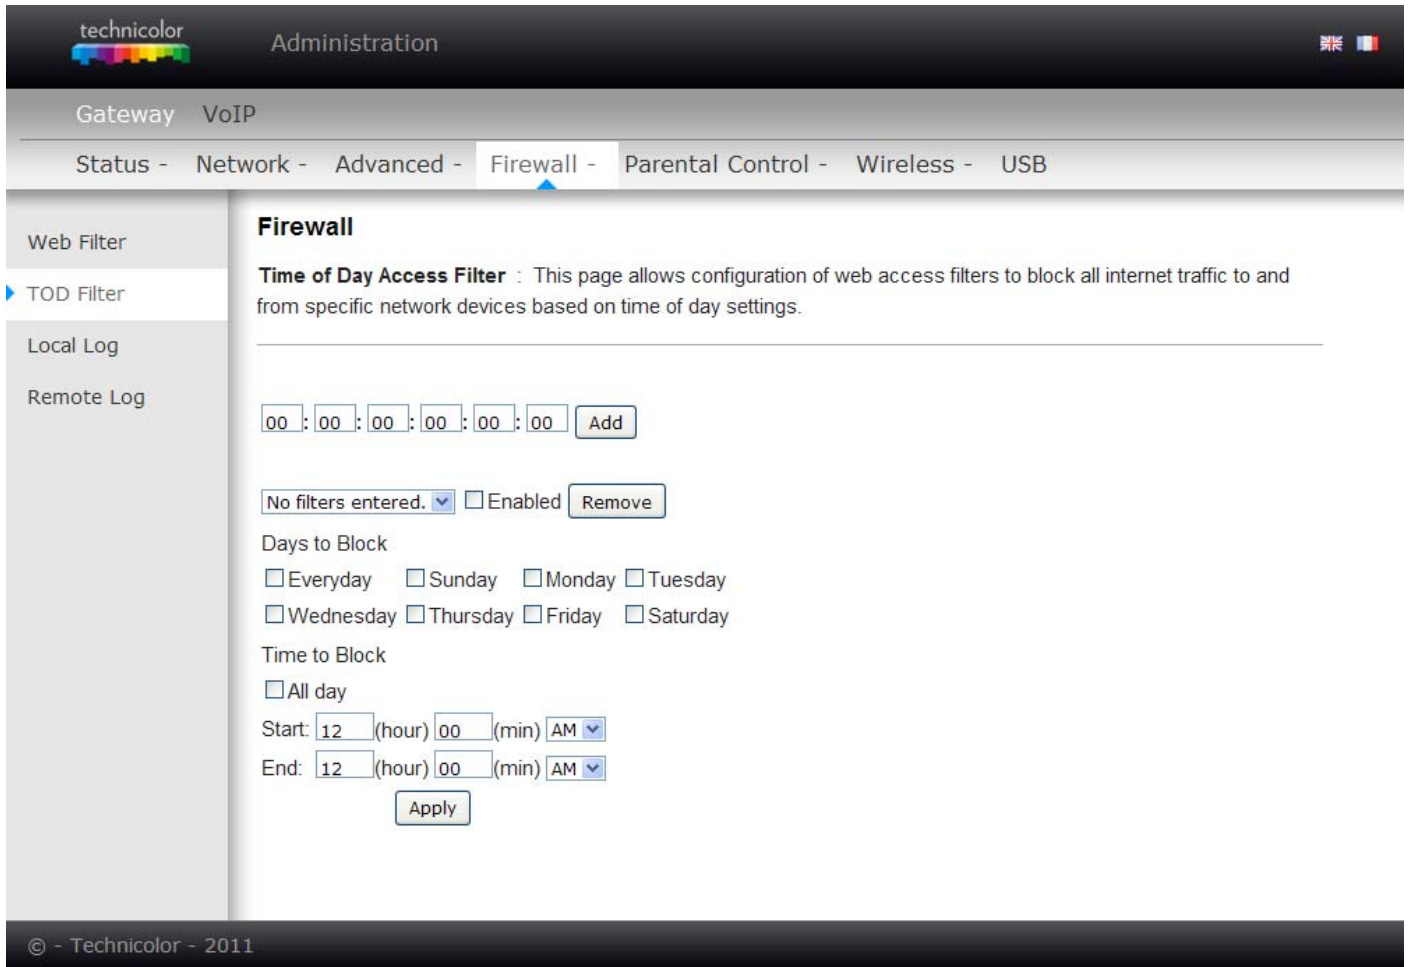 technicolor
Administration
Gateway VoIP
Status - Network - Advanced - Firewall - Parental Control - Wireless - USB
Web Filter
TOD Filter
Local Log
Remote Log
Firewall
Time of Day Access Filter : This page allows configuration of web access filters to block all internet traffic to and
from specific network devices based on time of day settings.
00 : 00 : 00 : 00 : 00 : 00 Add
No filters entered. Enabled Remove
Days to Block
Everyday Sunday Monday Tuesday
Wednesday Thursday Friday Saturday
Time to Block
All day
Start: 12 (hour) 00 (min) AM
End: 12 (hour) 00 (min) AM
Apply
© - Technicolor - 2011